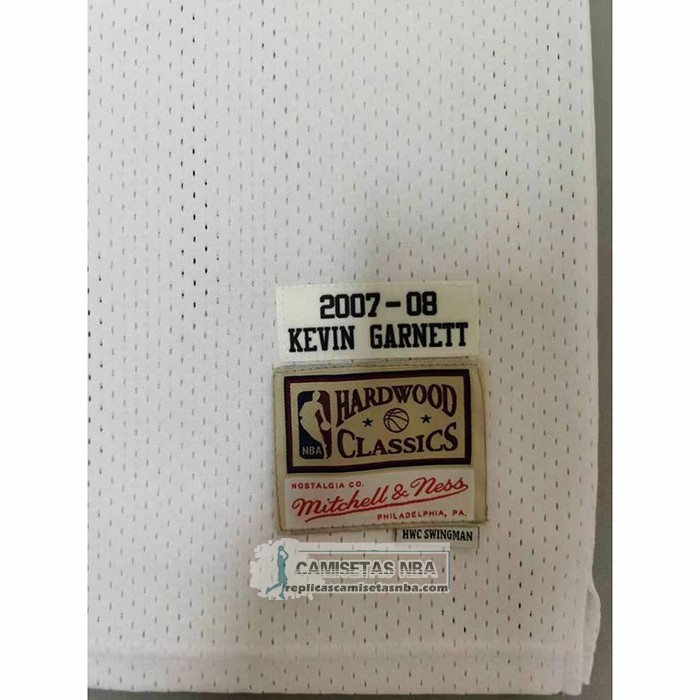 2007-08
KEVIN GARNETT
HARDWOOD
NBA
CLASSICS
NOSTALGIA CO.
Mitchell & Ness
PHILADELPHIA, PA.
HWC SWINGMAN
CAMISETAS NBA
replicascamisetasnba.com